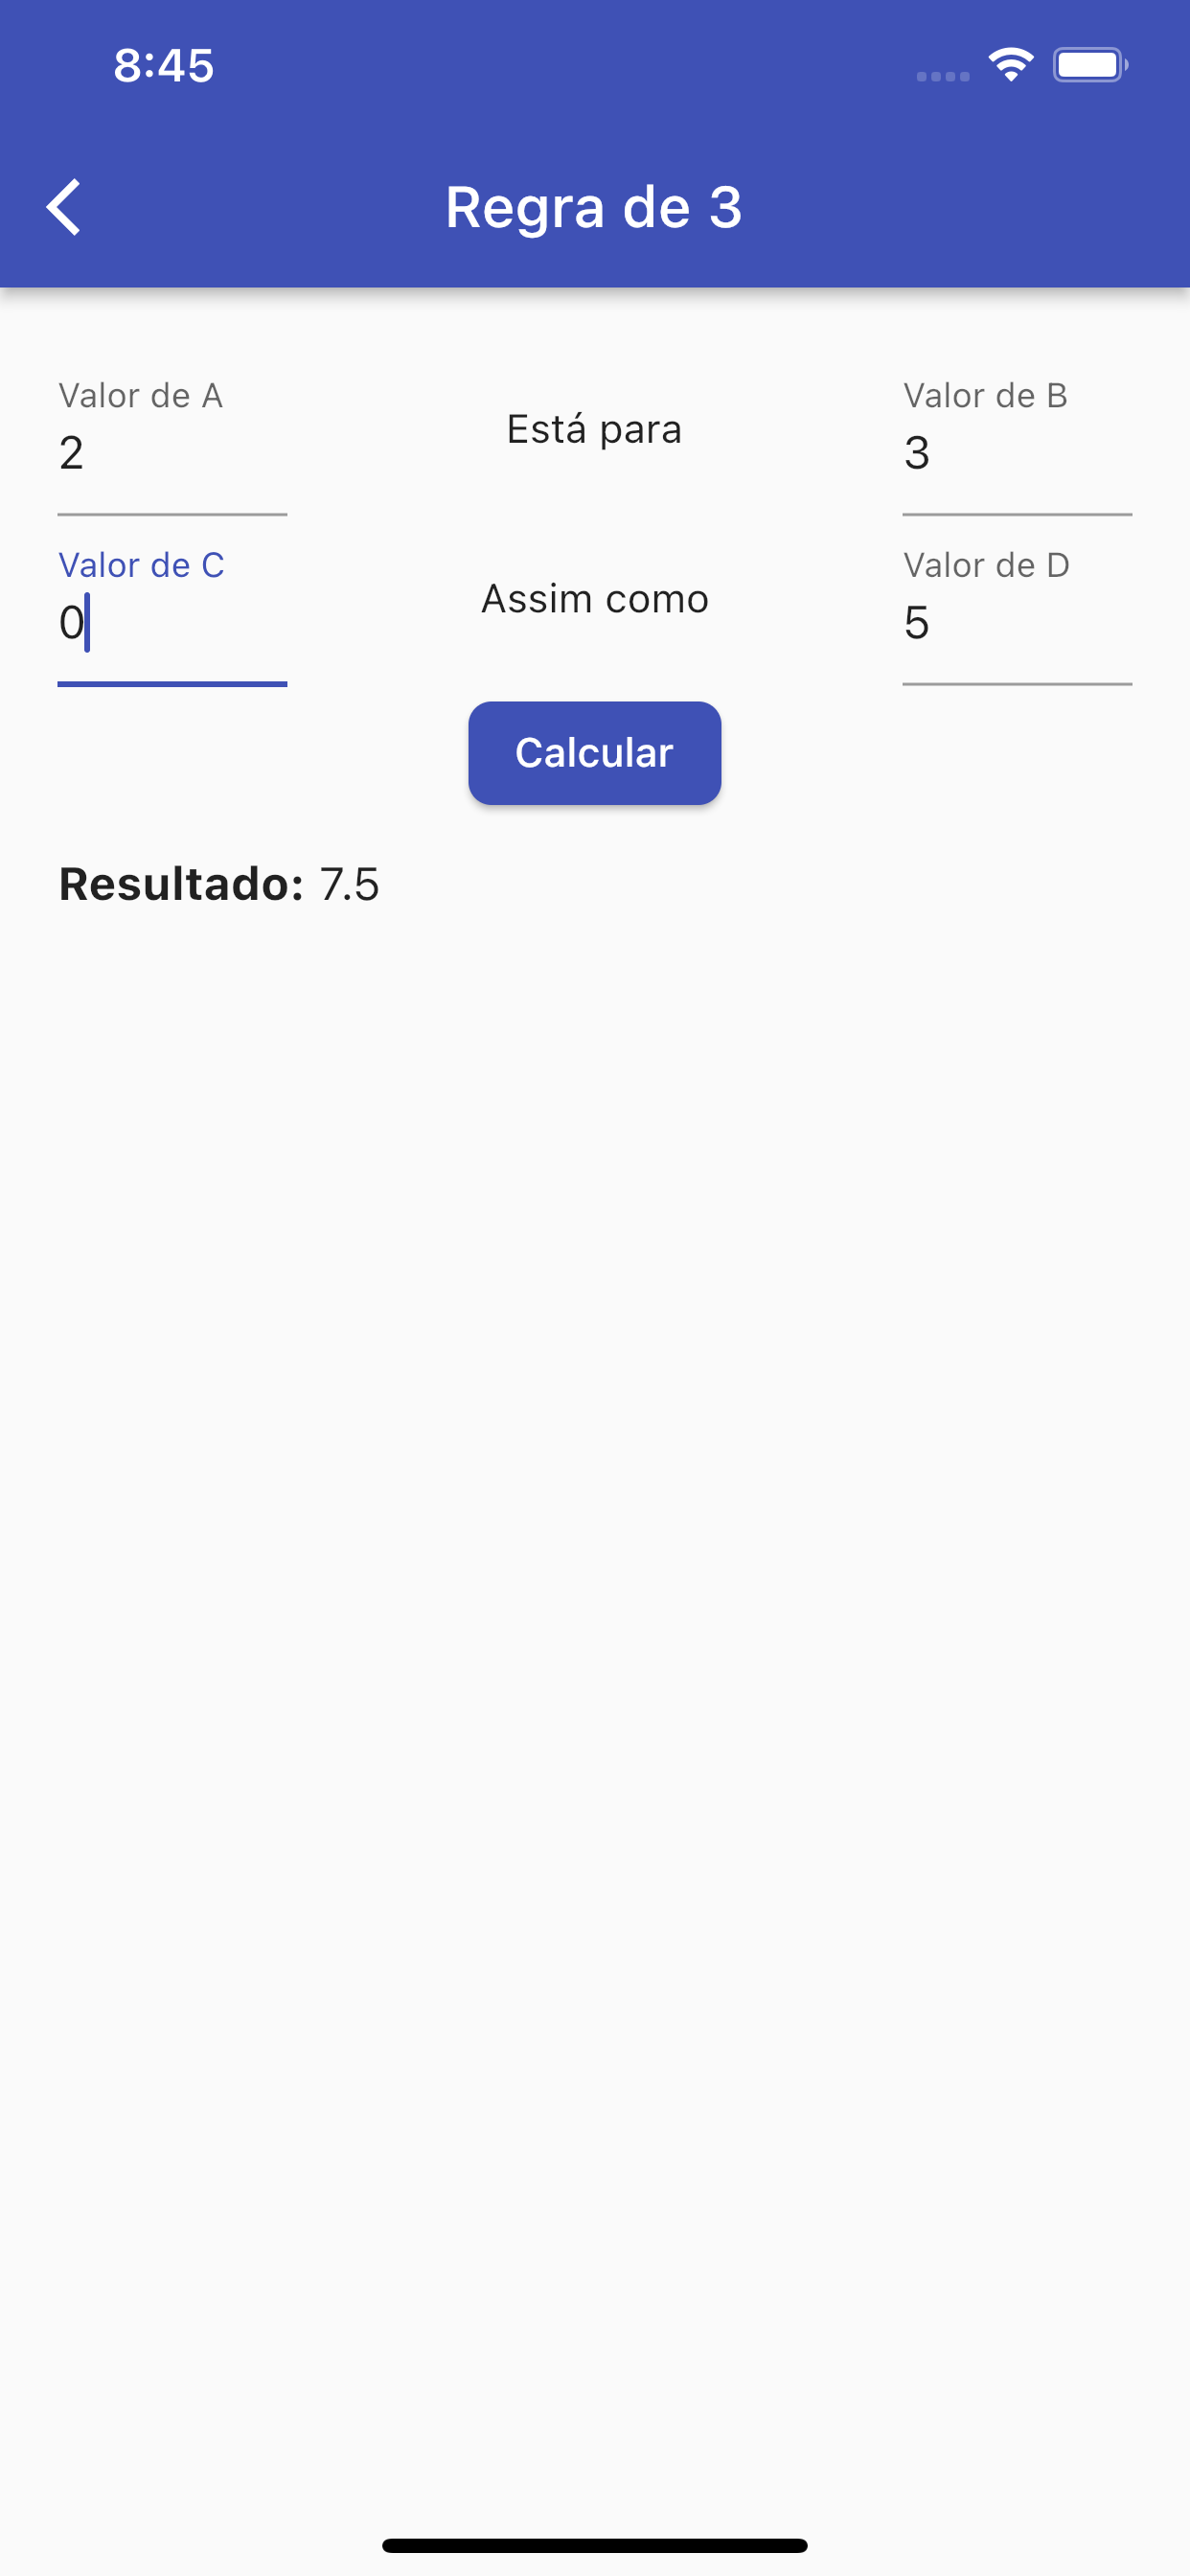 8:45
Regra de 3
Valor de A
2
Está para
Valor de B
3
Valor de C
0
Assim como
Valor de D
5
Calcular
Resultado: 7.5